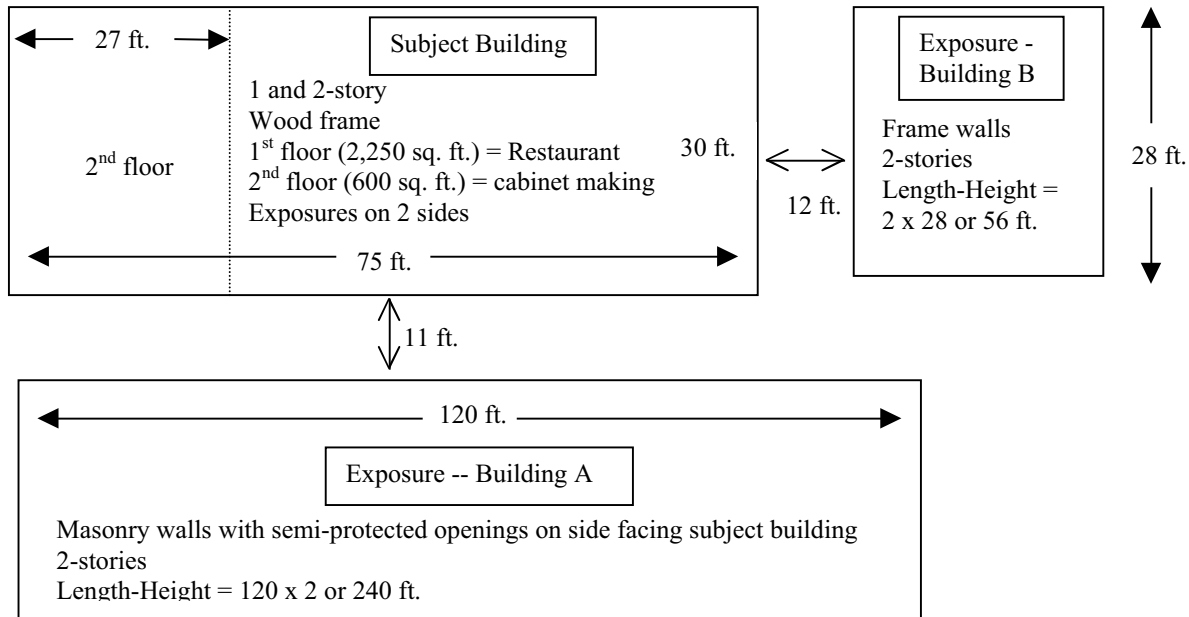 27 ft.
2nd floor
Subject Building
1 and 2-story
Wood frame
1st floor (2,250 sq. ft.) = Restaurant
2nd floor (600 sq. ft.) = cabinet making
Exposures on 2 sides
30 ft.
75 ft.
12 ft.
Exposure -
Building B
Frame walls
2-stories
Length-Height =
2 x 28 or 56 ft.
28 ft.
11 ft.
120 ft.
Exposure -- Building A
Masonry walls with semi-protected openings on side facing subject building
2-stories
Length-Height = 120 x 2 or 240 ft.